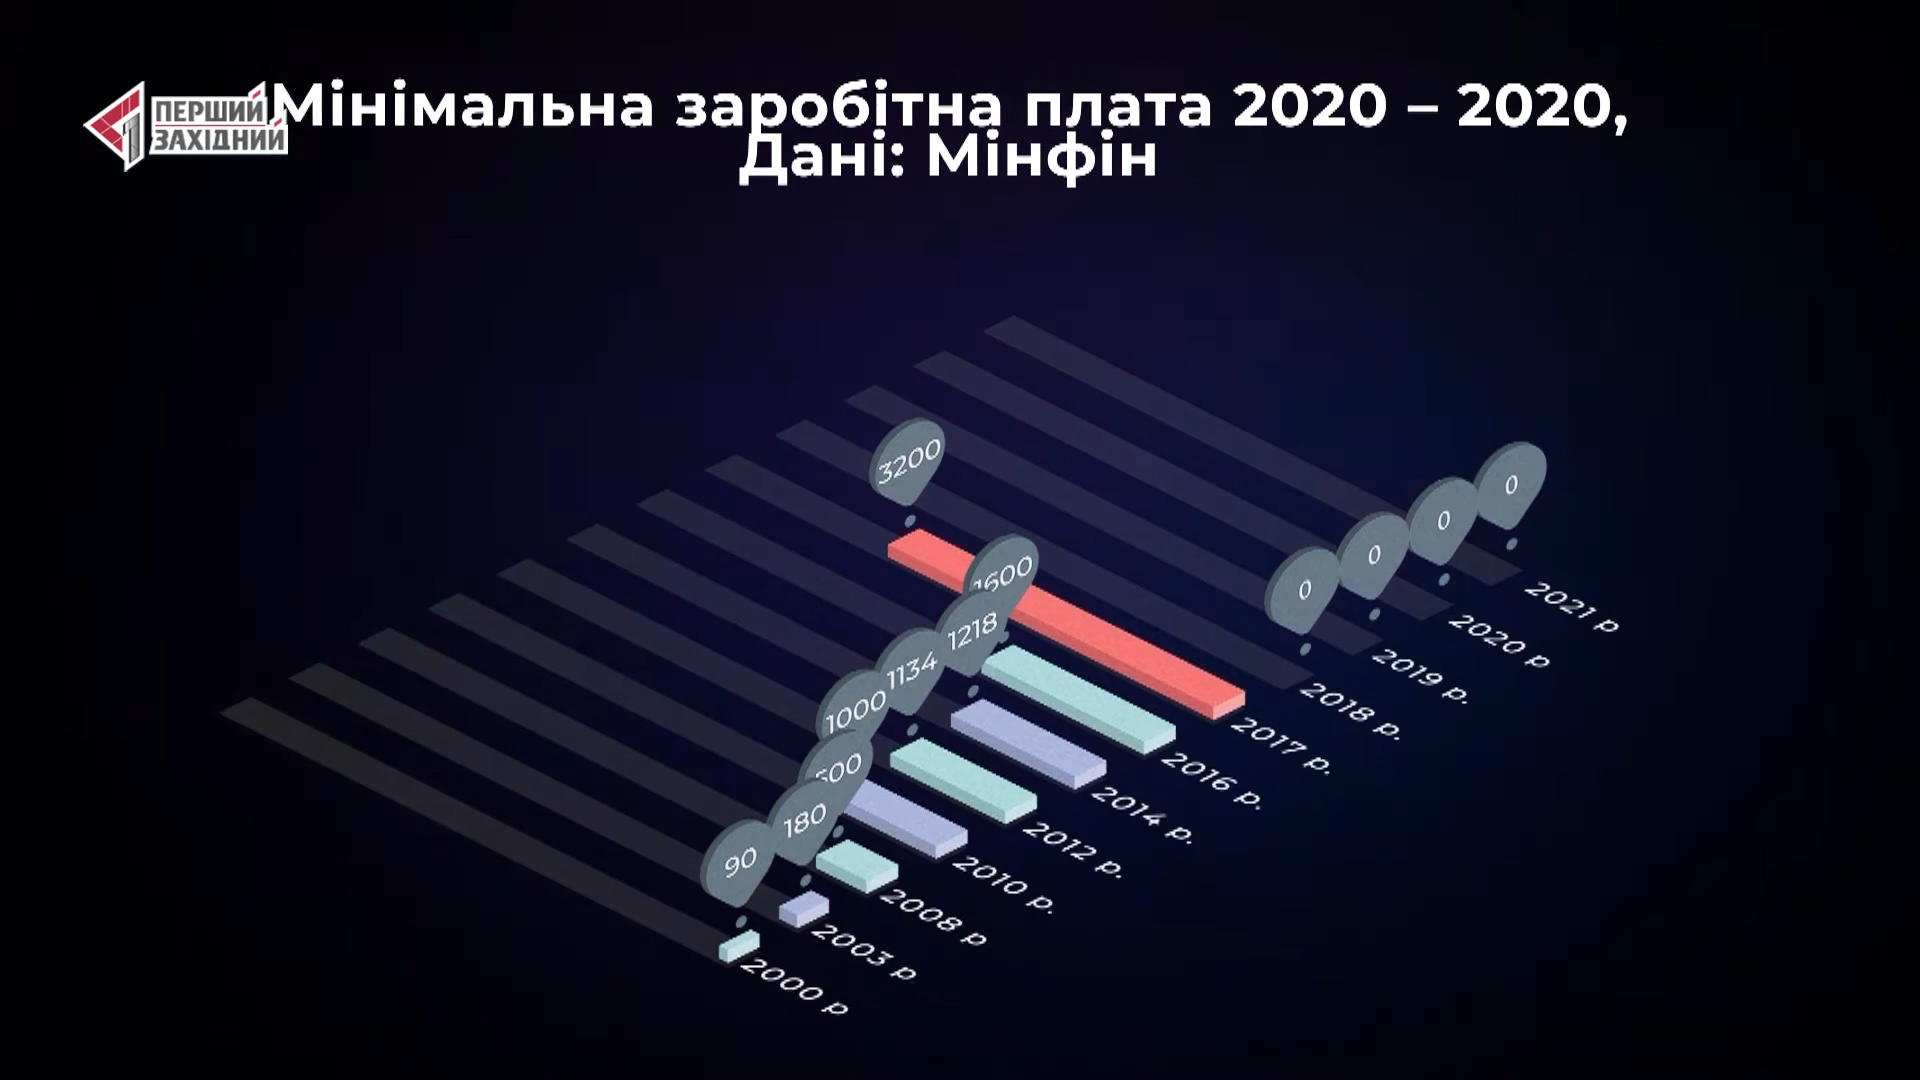 ПЕРШИЙ
ЗАХІДНИЙ
Мінімальна заробітна плата 2020 – 2020,
Дані: Мінфін
3200
1600
1218
1134
1000
180
90
0
0
0
0
2021 р
2020 р
2019 р.
2018 р.
2017 р.
2016 р.
2014 р.
2012 р.
2010 р.
2008 р
2003 р.
2000 р